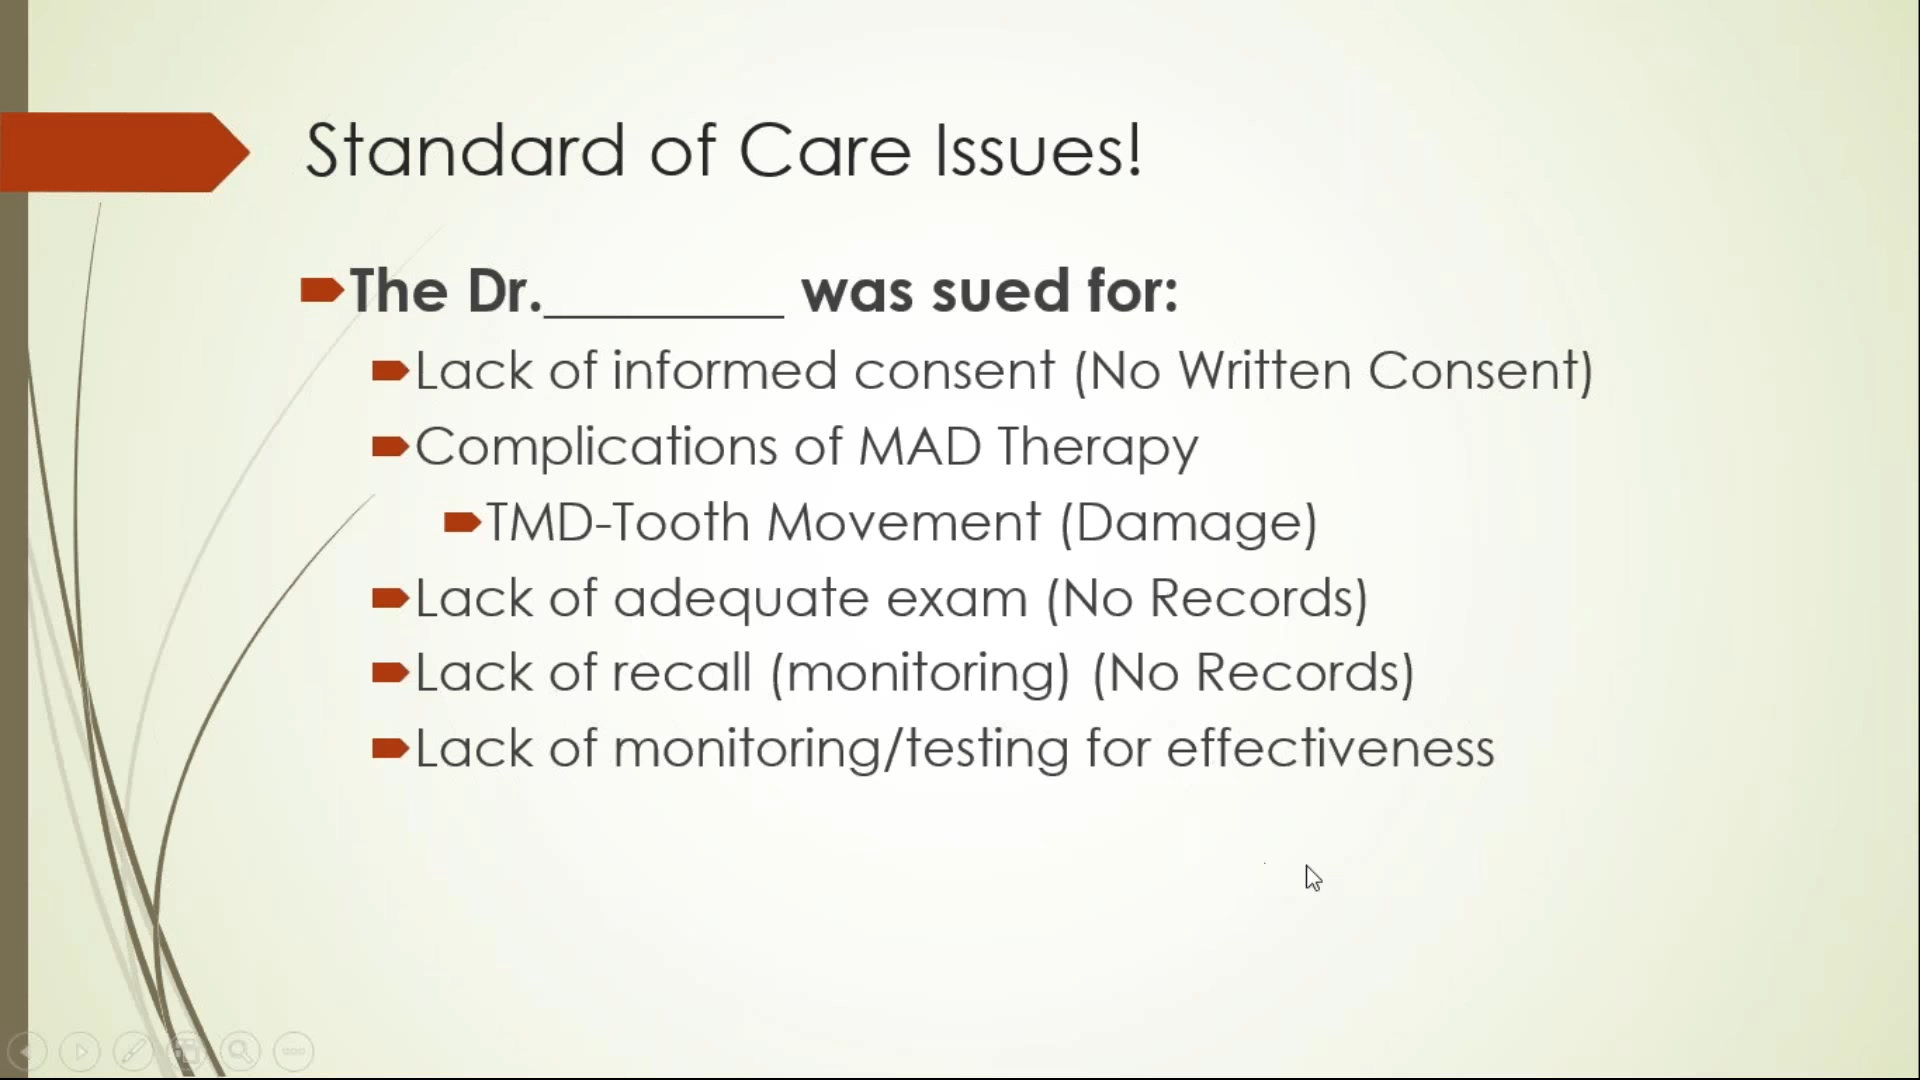 Standard of Care Issues!
The Dr.________ was sued for:
Lack of informed consent (No Written Consent)
Complications of MAD Therapy
TMD-Tooth Movement (Damage)
Lack of adequate exam (No Records)
Lack of recall (monitoring) (No Records)
Lack of monitoring/testing for effectiveness